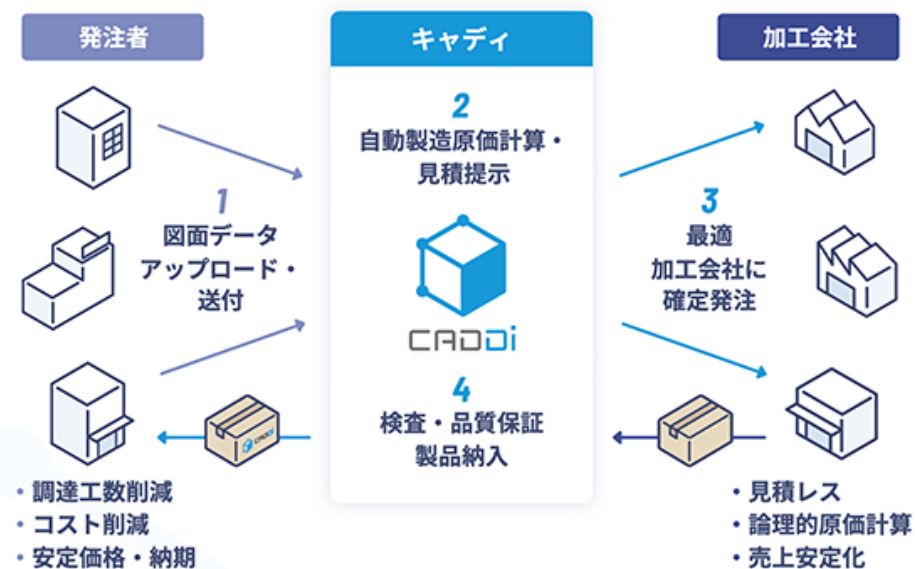 発注者
キャディ
加工会社
1
図面データ
アップロード・
送付
2
自動製造原価計算・
見積提示
CADDi
3
最適
加工会社に
確定発注
4
検査・品質保証
製品納入
CADDi
・調達工数削減
・コスト削減
・安定価格・納期
・見積レス
・論理的原価計算
・売上安定化